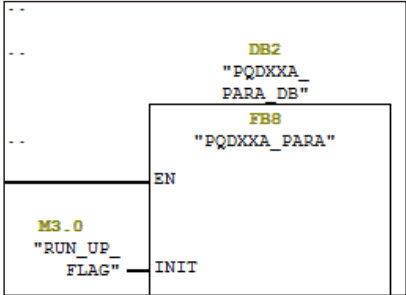 --
--
DB2
"PQDXXA_
PARA_DB"
FB8
--
"PQDXXA_PARA"
EN
M3.0
"RUN_UP_
FLAG"
INIT